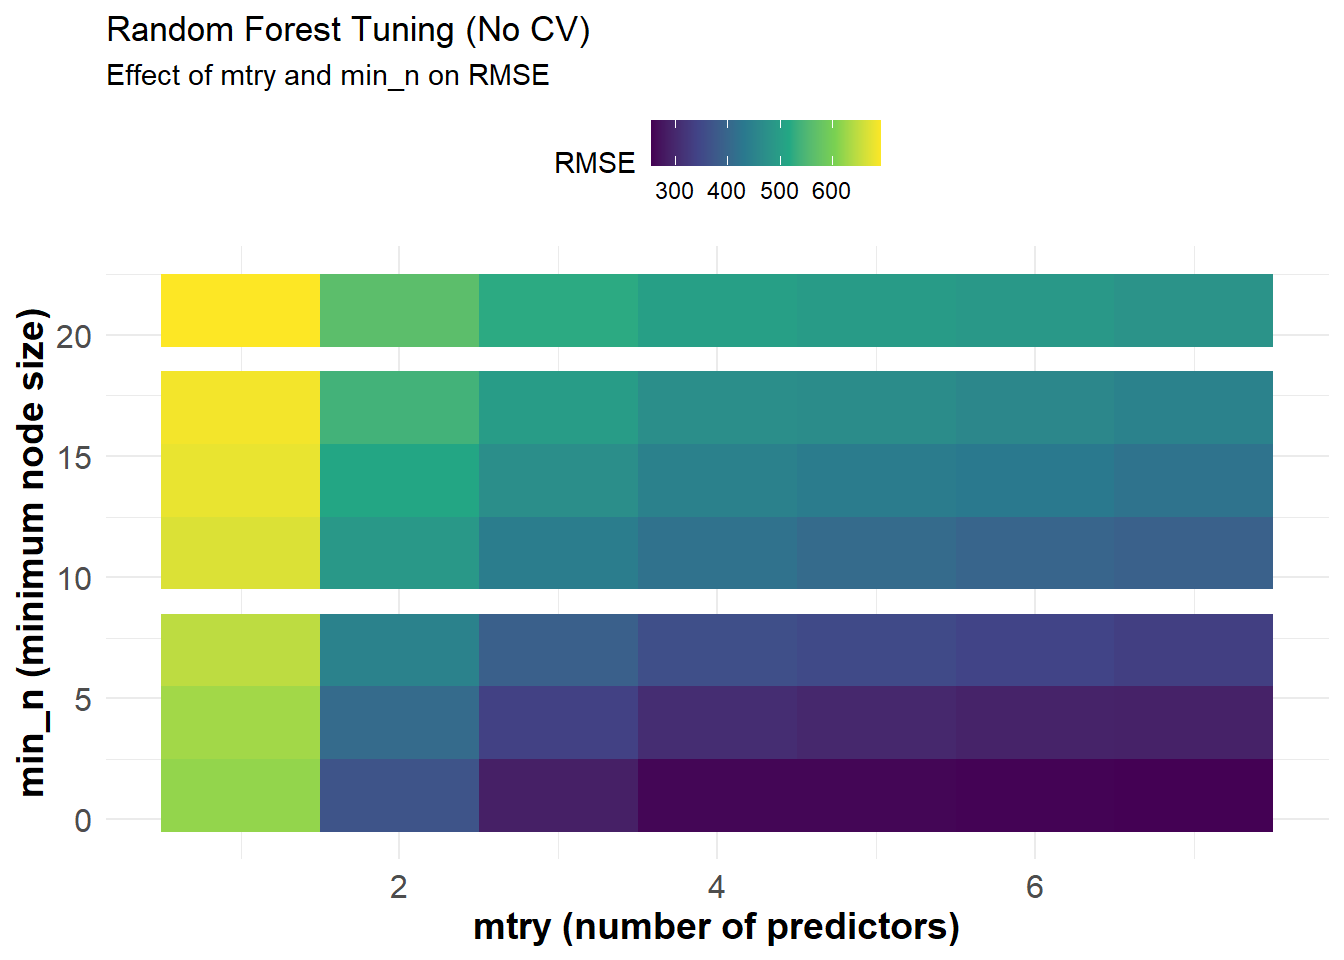 Random Forest Tuning (No CV)
Effect of mtry and min_n on RMSE
RMSE
300 400 500 600
min_n (minimum node size)
20
15
10
5
0
2 4 6
mtry (number of predictors)